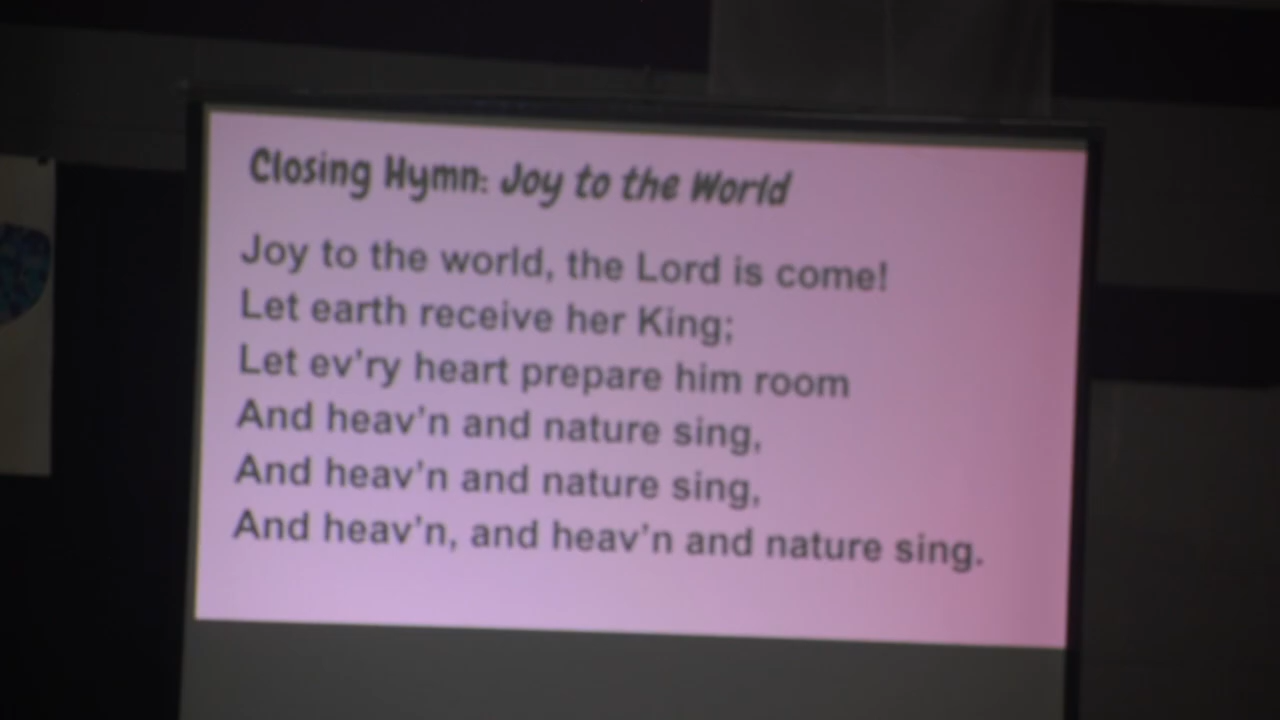 Closing Hymn: Joy to the World
Joy to the world, the Lord is come!
Let earth receive her King;
Let ev'ry heart prepare him room
And heav'n and nature sing,
And heav'n and nature sing,
And heav'n, and heav'n and nature sing.